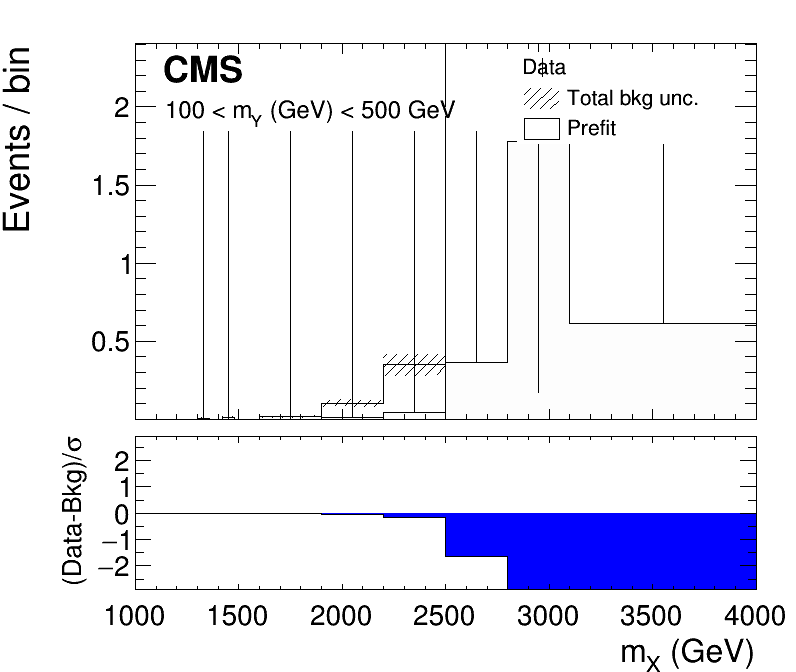 CMS
100 < mY (GeV) < 500 GeV
Data
Total bkg unc.
Prefit
Events / bin
2
1.5
1
0.5
(Data-Bkg)/σ
2
1
0
−1
−2
1000 1500 2000 2500 3000 3500 4000
mX (GeV)